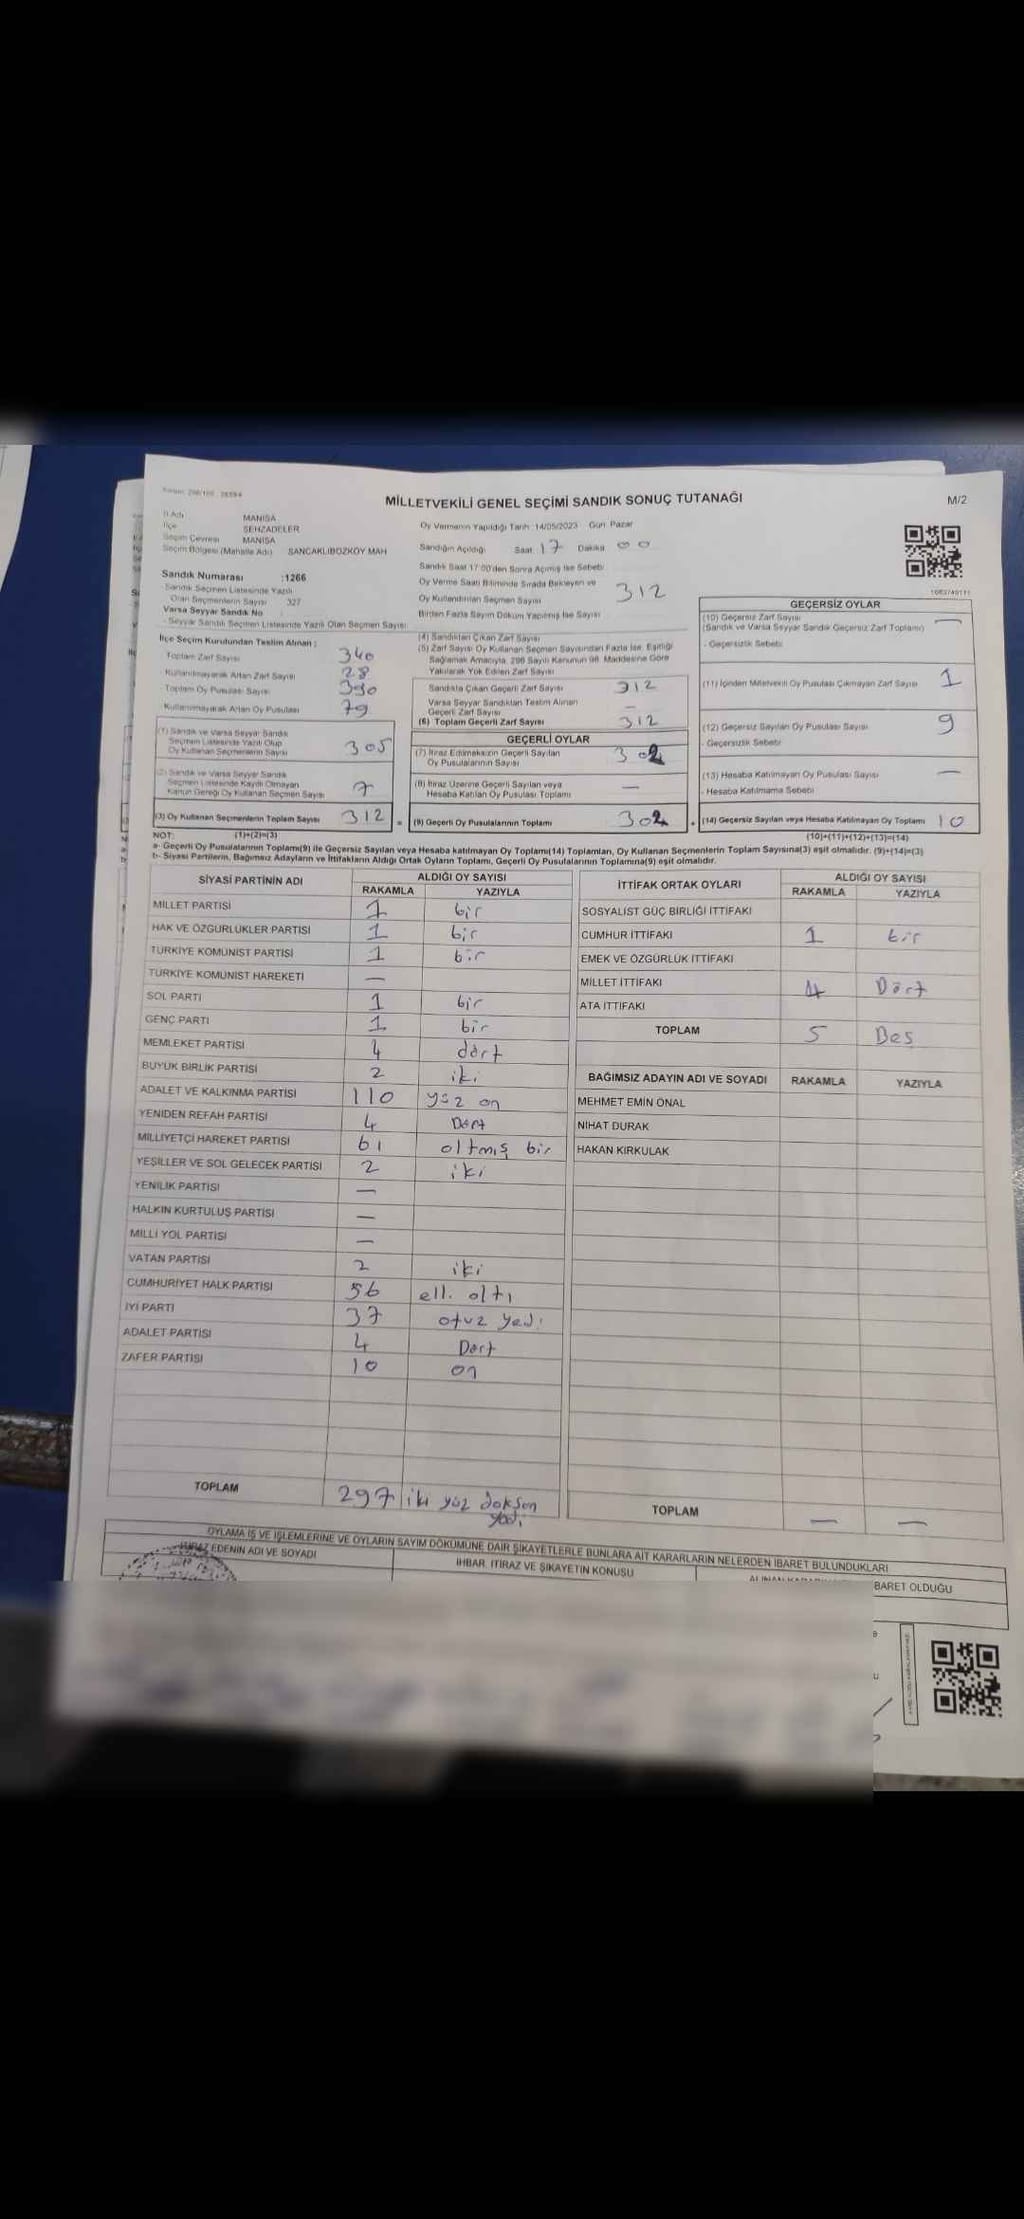 MİLLETVEKİLİ GENEL SEÇİMİ SANDIK SONUÇ TUTANAĞI
M/2
İl Adı MANİSA
İlçe ŞEHZADELER
Seçim Çevresi MANİSA
Seçim Bölgesi (Mahalle Adı) SANCAKLIBOZKÖY MAH
Sandık Numarası :1266
Sandık Seçmen Listesinde Yazılı
Olan Seçmenlerin Sayısı 327
Varsa Seyyar Sandık No
- Seyyar Sandık Seçmen Listesinde Yazılı Olan Seçmen Sayısı
Oy Vermenin Yapıldığı Tarih :14/05/2023 Gün: Pazar
Sandığın Açıldığı Saat 17 Dakika 00
Sandık Saat 17:00'den Sonra Açılmış İse Sebebi
Oy Verme Saati Bitiminde Sırada Bekleyen ve
Oy Kullandırılan Seçmen Sayısı 312
Birden Fazla Sayım Döküm Yapılmış İse Sayısı
İlçe Seçim Kurulundan Teslim Alınan :
Toplam Zarf Sayısı 340
Kullanılmayarak Artan Zarf Sayısı 28
Toplam Oy Pusulası Sayısı 390
Kullanılmayarak Artan Oy Pusulası 79
(1) Sandık ve Varsa Seyyar Sandık
Seçmen Listesinde Yazılı Olup
Oy Kullanan Seçmenlerin Sayısı 305
(2) Sandık ve Varsa Seyyar Sandık
Seçmen Listesinde Kaydı Olmayan
Kanun Gereği Oy Kullanan Seçmen Sayısı 7
(3) Oy Kullanan Seçmenlerin Toplam Sayısı 312 =
(4) Sandıktan Çıkan Zarf Sayısı
(5) Zarf Sayısı Oy Kullanan Seçmen Sayısından Fazla İse, Eşitliği
Sağlamak Amacıyla, 298 Sayılı Kanunun 98. Maddesine Göre
Yakılarak Yok Edilen Zarf Sayısı
Sandıkta Çıkan Geçerli Zarf Sayısı 312
Varsa Seyyar Sandıktan Teslim Alınan
Geçerli Zarf Sayısı —
(6) Toplam Geçerli Zarf Sayısı 312
GEÇERLİ OYLAR
(7) İtiraz Edilmeksizin Geçerli Sayılan
Oy Pusulalarının Sayısı 302
(8) İtiraz Üzerine Geçerli Sayılan veya
Hesaba Katılan Oy Pusulası Toplamı —
(9) Geçerli Oy Pusulalarının Toplamı 302 +
GEÇERSİZ OYLAR
(10) Geçersiz Zarf Sayısı —
(Sandık ve Varsa Seyyar Sandık Geçersiz Zarf Toplamı)
- Geçersizlik Sebebi
(11) İçinden Milletvekili Oy Pusulası Çıkmayan Zarf Sayısı 1
(12) Geçersiz Sayılan Oy Pusulası Sayısı 9
- Geçersizlik Sebebi
(13) Hesaba Katılmayan Oy Pusulası Sayısı —
- Hesaba Katılmama Sebebi
(14) Geçersiz Sayılan veya Hesaba Katılmayan Oy Toplamı 10
NOT: (1)+(2)=(3) (10)+(11)+(12)+(13)=(14)
a- Geçerli Oy Pusulalarının Toplamı(9) ile Geçersiz Sayılan veya Hesaba katılmayan Oy Toplamı(14) Toplamları, Oy Kullanan Seçmenlerin Toplam Sayısına(3) eşit olmalıdır. (9)+(14)=(3)
b- Siyasi Partilerin, Bağımsız Adayların ve İttifakların Aldığı Ortak Oyların Toplamı, Geçerli Oy Pusulalarının Toplamına(9) eşit olmalıdır.
SİYASİ PARTİNİN ADI ALDIĞI OY SAYISI
RAKAMLA YAZIYLA
MİLLET PARTİSİ 1 bir
HAK VE ÖZGÜRLÜKLER PARTİSİ 1 bir
TÜRKİYE KOMÜNİST PARTİSİ 1 bir
TÜRKİYE KOMÜNİST HAREKETİ —
SOL PARTİ 1 bir
GENÇ PARTİ 1 bir
MEMLEKET PARTİSİ 4 dört
BÜYÜK BİRLİK PARTİSİ 2 iki
ADALET VE KALKINMA PARTİSİ 110 yüz on
YENİDEN REFAH PARTİSİ 4 Dört
MİLLİYETÇİ HAREKET PARTİSİ 61 altmış bir
YEŞİLLER VE SOL GELECEK PARTİSİ 2 iki
YENİLİK PARTİSİ —
HALKIN KURTULUŞ PARTİSİ —
MİLLİ YOL PARTİSİ —
VATAN PARTİSİ 2 iki
CUMHURİYET HALK PARTİSİ 56 elli altı
İYİ PARTİ 37 otuz yedi
ADALET PARTİSİ 4 Dört
ZAFER PARTİSİ 10 on
TOPLAM 297 iki yüz doksan
yedi
İTTİFAK ORTAK OYLARI ALDIĞI OY SAYISI
RAKAMLA YAZIYLA
SOSYALİST GÜÇ BİRLİĞİ İTTİFAKI
CUMHUR İTTİFAKI 1 bir
EMEK VE ÖZGÜRLÜK İTTİFAKI
MİLLET İTTİFAKI 4 Dört
ATA İTTİFAKI
TOPLAM 5 Beş
BAĞIMSIZ ADAYIN ADI VE SOYADI RAKAMLA YAZIYLA
MEHMET EMİN ÖNAL
NİHAT DURAK
HAKAN KIRKULAK
TOPLAM — —
OYLAMA İŞ VE İŞLEMLERİNE VE OYLARIN SAYIM DÖKÜMÜNE DAİR ŞİKAYETLERLE BUNLARA AİT KARARLARIN NELERDEN İBARET BULUNDUKLARI
EDENİN ADI VE SOYADI
İHBAR, İTİRAZ VE ŞİKAYETİN KONUSU
BARET OLDUĞU